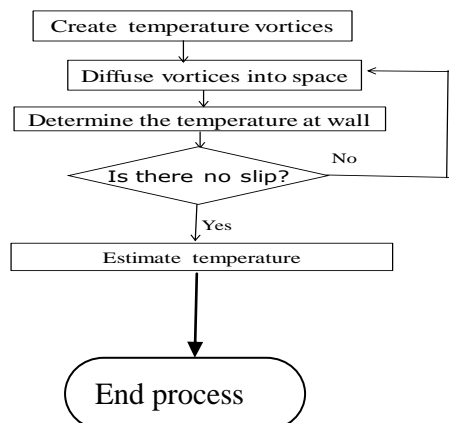 Create temperature vortices
Diffuse vortices into space
Determine the temperature at wall
Is there no slip?
No
Yes
Estimate temperature
End process